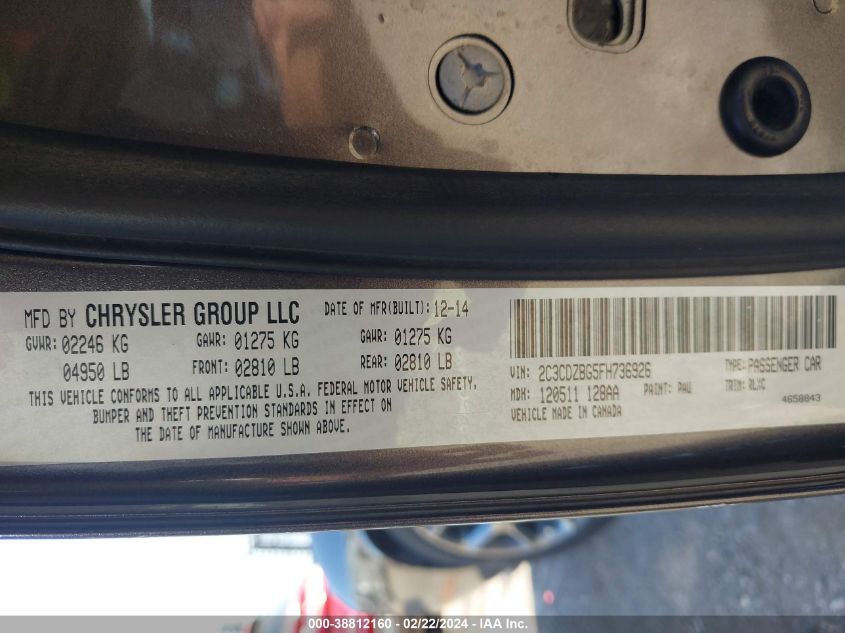 MFD BY CHRYSLER GROUP LLC DATE OF MFR(BUILT): 12-14
GVWR: 02246 KG GAWR: 01275 KG GAWR: 01275 KG
04950 LB FRONT: 02810 LB REAR: 02810 LB
THIS VEHICLE CONFORMS TO ALL APPLICABLE U.S.A. FEDERAL MOTOR VEHICLE SAFETY,
BUMPER AND THEFT PREVENTION STANDARDS IN EFFECT ON
THE DATE OF MANUFACTURE SHOWN ABOVE.
VIN: 2C3CDZBG5FH736926 TYPE: PASSENGER CAR
MDH: 120511 128AA PAINT: PAU TRIM: RLXC
VEHICLE MADE IN CANADA 4658843
000-38812160 - 02/22/2024 - IAA Inc.